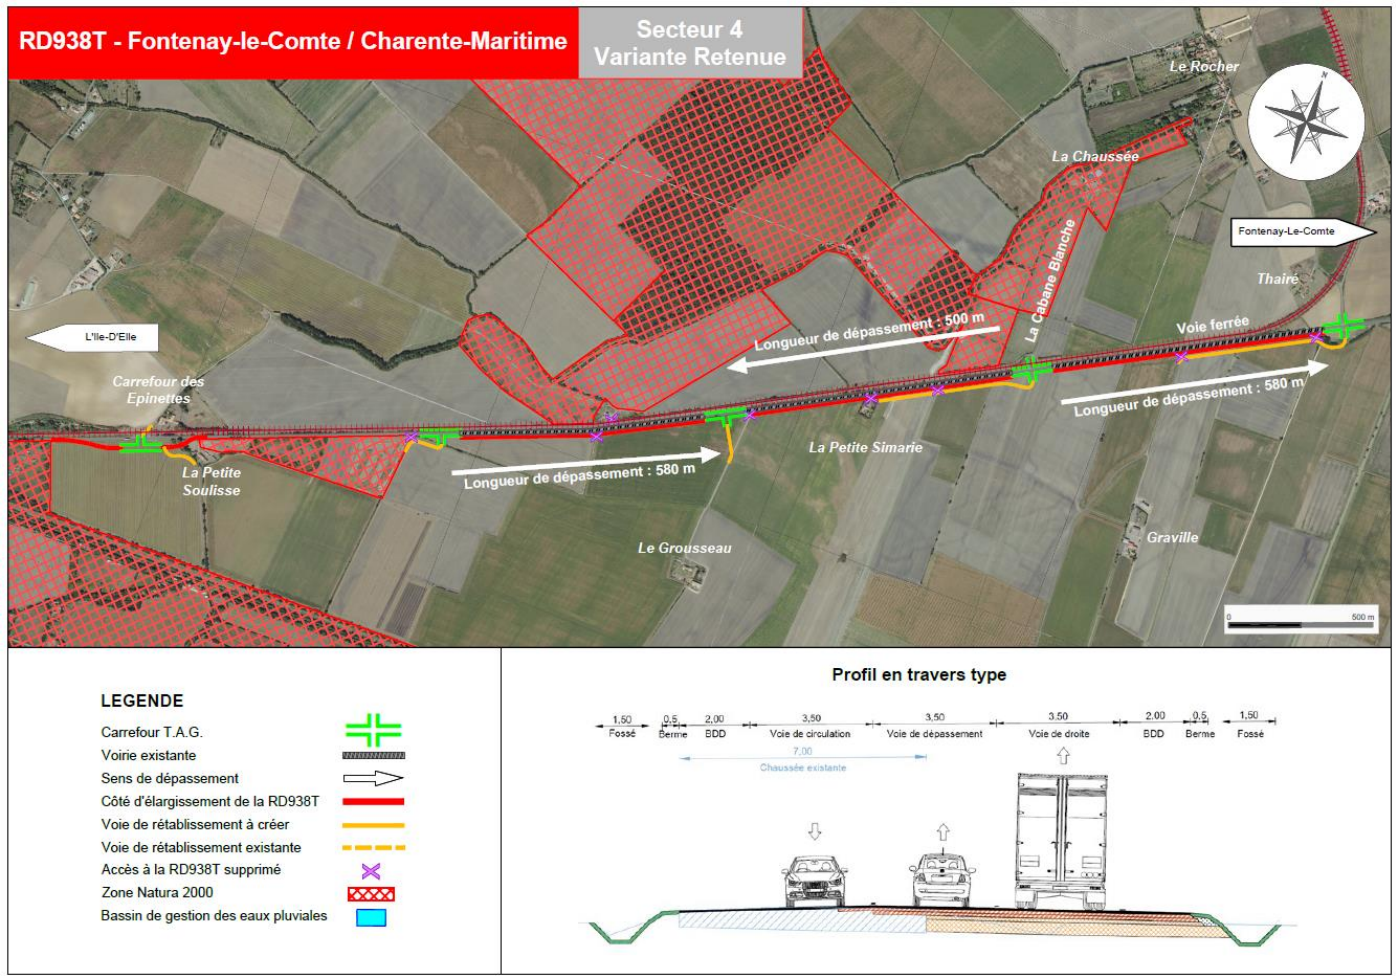 RD938T - Fontenay-le-Comte / Charente-Maritime
Secteur 4
Variante Retenue
Le Rocher
N
La Chaussée
Fontenay-Le-Comte
Thairé
La Cabane Blanche
Voie ferrée
Longueur de dépassement : 500 m
L'Ile-D'Elle
Carrefour des
Epinettes
Longueur de dépassement : 580 m
La Petite Simarie
La Petite
Soulisse
Longueur de dépassement : 580 m
Graville
Le Grousseau
0 500 m
LEGENDE
Carrefour T.A.G.
Voirie existante
Sens de dépassement
Côté d'élargissement de la RD938T
Voie de rétablissement à créer
Voie de rétablissement existante
Accès à la RD938T supprimé
Zone Natura 2000
Bassin de gestion des eaux pluviales
Profil en travers type
1,50 0,5 2,00 3,50 3,50 3,50 2,00 0,5 1,50
Fossé Berme BDD Voie de circulation Voie de dépassement Voie de droite BDD Berme Fossé
7,00
Chaussée existante